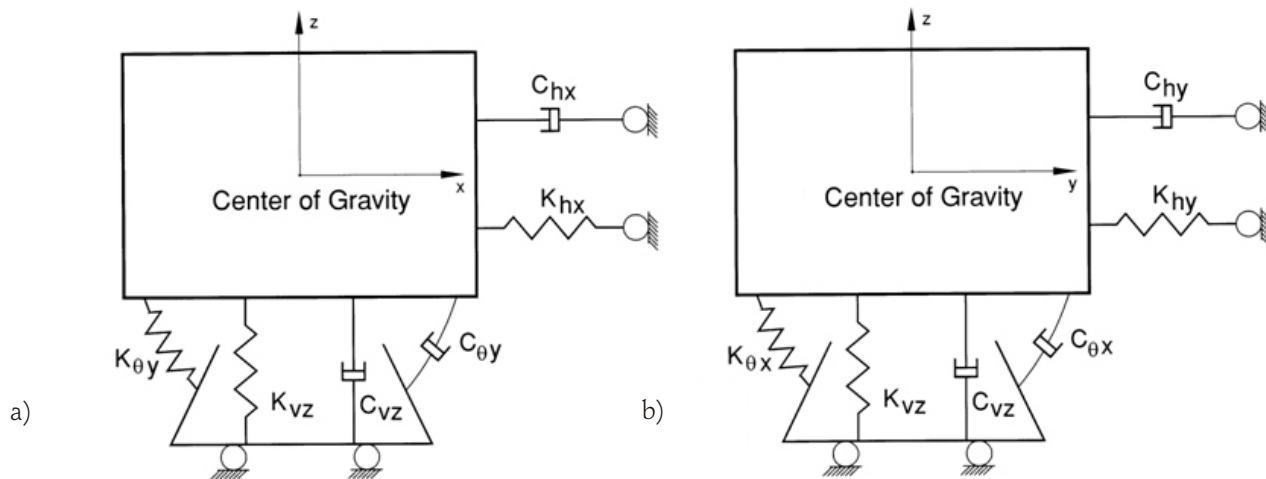 z
C_hx
x
Center of Gravity
K_hx
K_θy
C_θy
K_vz
C_vz
a)
z
C_hy
y
Center of Gravity
K_hy
K_θx
C_θx
K_vz
C_vz
b)